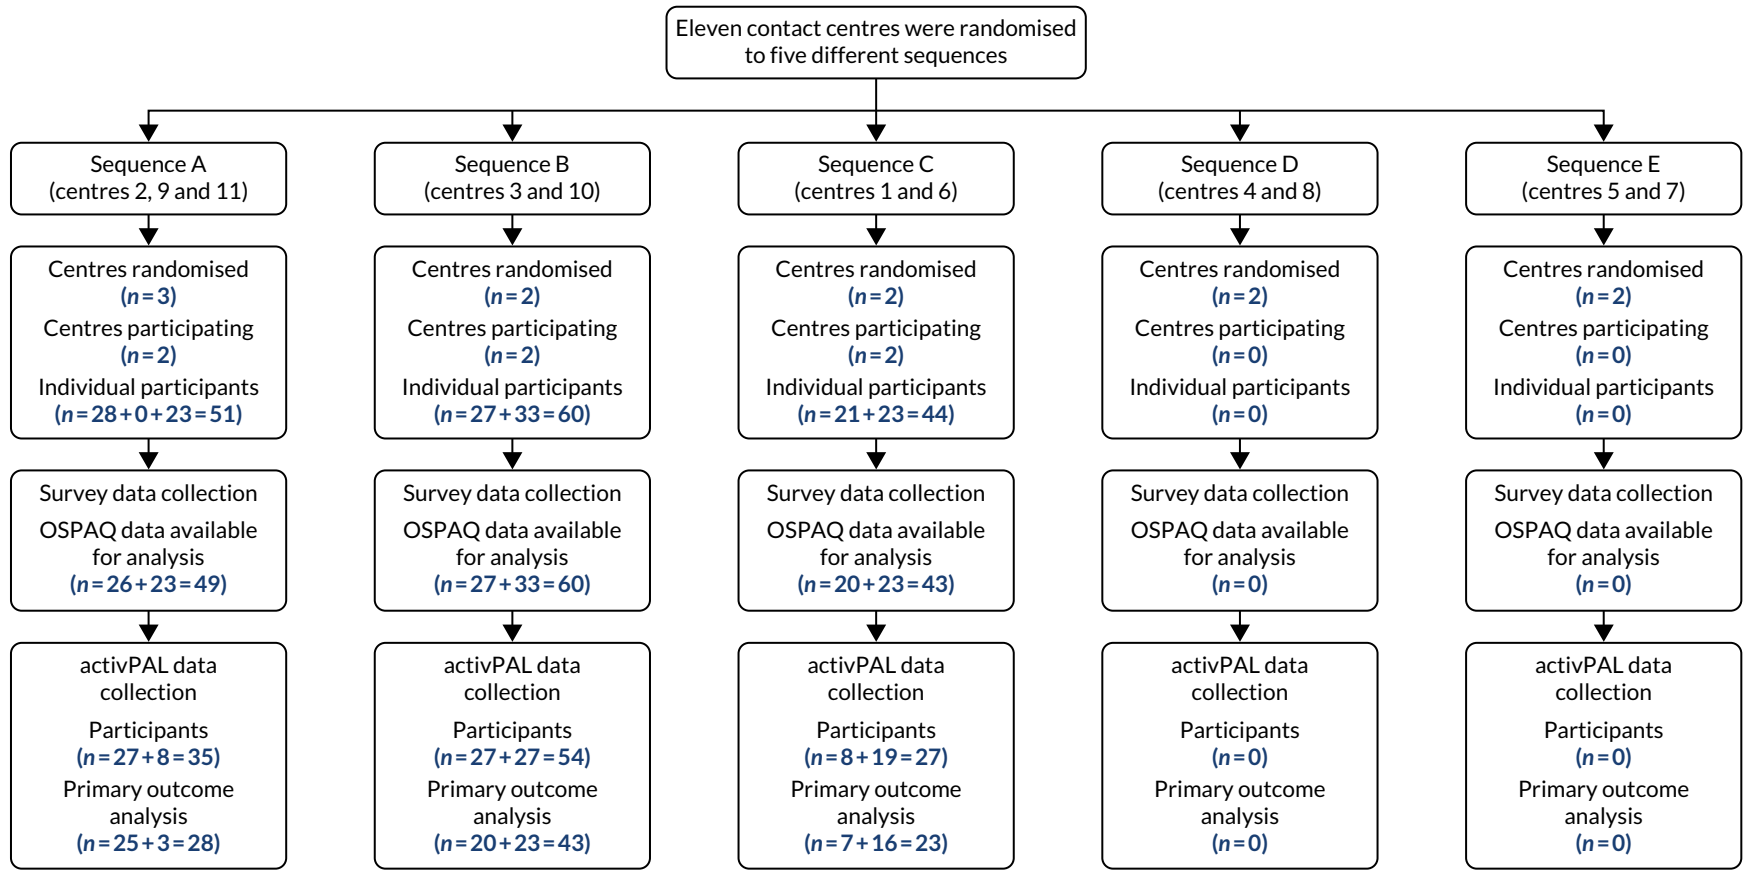 Eleven contact centres were randomised
to five different sequences
Sequence A
(centres 2, 9 and 11)
Centres randomised
(n=3)
Centres participating
(n=2)
Individual participants
(n=28+0+23=51)
Survey data collection
OSPAQ data available
for analysis
(n=26+23=49)
activPAL data
collection
Participants
(n=27+8=35)
Primary outcome
analysis
(n=25+3=28)
Sequence B
(centres 3 and 10)
Centres randomised
(n=2)
Centres participating
(n=2)
Individual participants
(n=27+33=60)
Survey data collection
OSPAQ data available
for analysis
(n=27+33=60)
activPAL data
collection
Participants
(n=27+27=54)
Primary outcome
analysis
(n=20+23=43)
Sequence C
(centres 1 and 6)
Centres randomised
(n=2)
Centres participating
(n=2)
Individual participants
(n=21+23=44)
Survey data collection
OSPAQ data available
for analysis
(n=20+23=43)
activPAL data
collection
Participants
(n=8+19=27)
Primary outcome
analysis
(n=7+16=23)
Sequence D
(centres 4 and 8)
Centres randomised
(n=2)
Centres participating
(n=0)
Individual participants
(n=0)
Survey data collection
OSPAQ data available
for analysis
(n=0)
activPAL data
collection
Participants
(n=0)
Primary outcome
analysis
(n=0)
Sequence E
(centres 5 and 7)
Centres randomised
(n=2)
Centres participating
(n=0)
Individual participants
(n=0)
Survey data collection
OSPAQ data available
for analysis
(n=0)
activPAL data
collection
Participants
(n=0)
Primary outcome
analysis
(n=0)